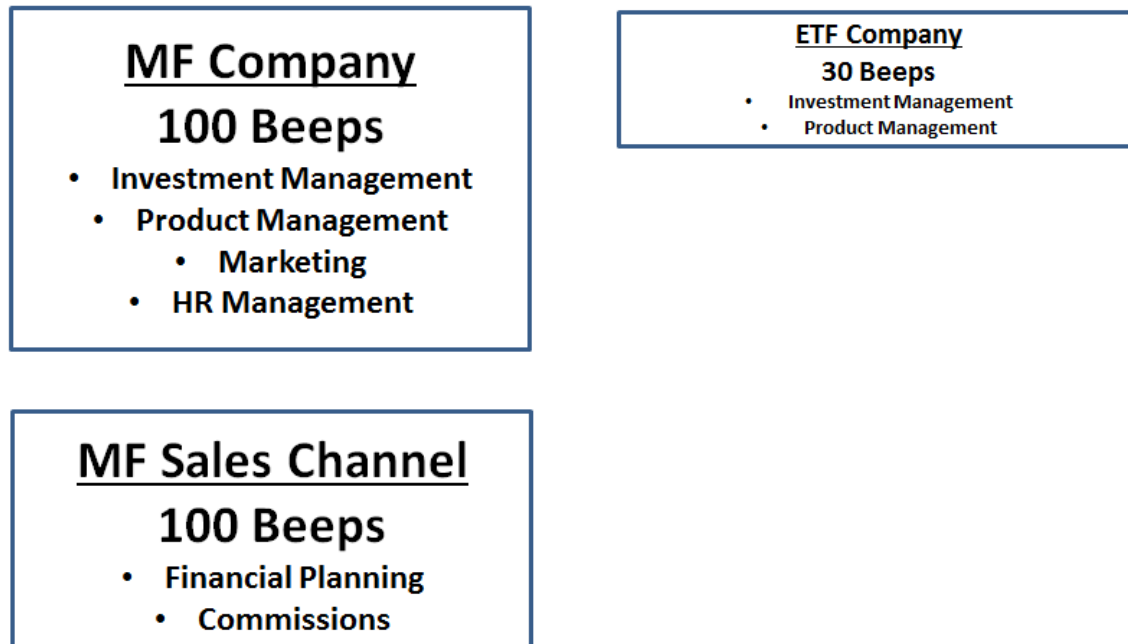 MF Company
100 Beeps
• Investment Management
• Product Management
• Marketing
• HR Management
ETF Company
30 Beeps
• Investment Management
• Product Management
MF Sales Channel
100 Beeps
• Financial Planning
• Commissions